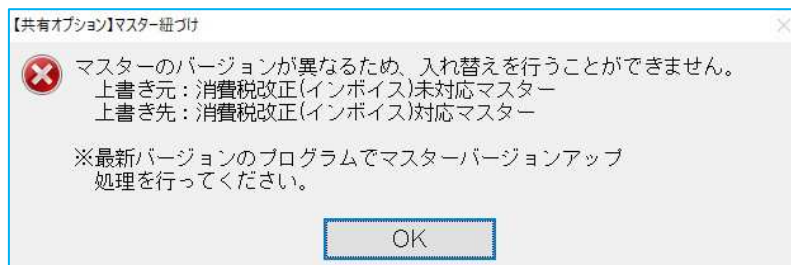 【共有オプション】マスター紐づけ
マスターのバージョンが異なるため、入れ替えを行うことができません。
上書き元：消費税改正(インボイス)未対応マスター
上書き先：消費税改正(インボイス)対応マスター
※最新バージョンのプログラムでマスターバージョンアップ
処理を行ってください。
OK